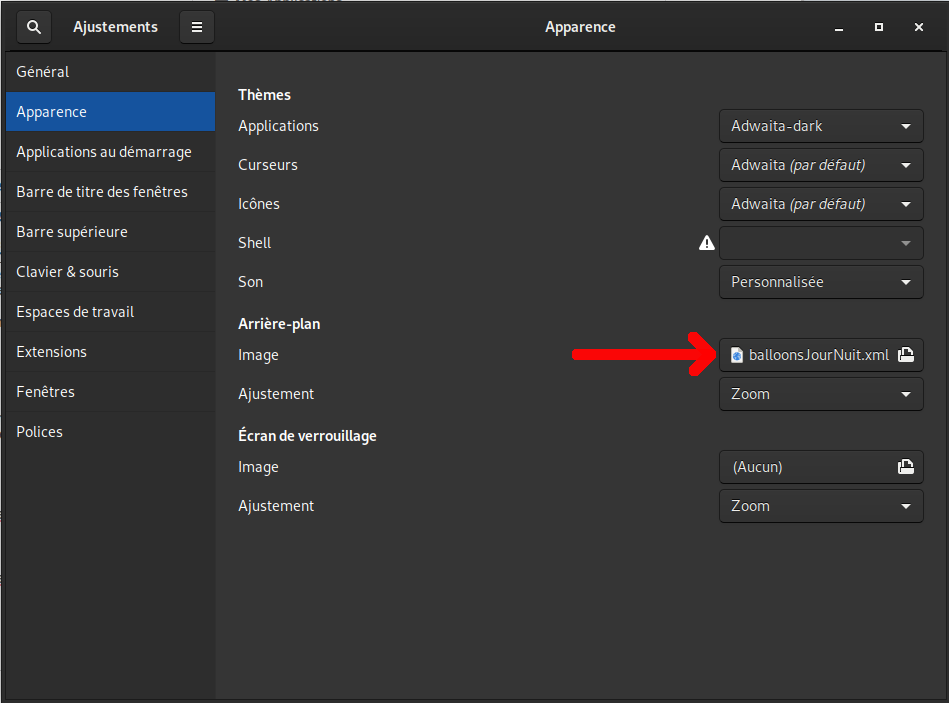 Ajustements
Apparence
Général
Apparence
Applications au démarrage
Barre de titre des fenêtres
Barre supérieure
Clavier & souris
Espaces de travail
Extensions
Fenêtres
Polices
Thèmes
Applications Adwaita-dark
Curseurs Adwaita (par défaut)
Icônes Adwaita (par défaut)
Shell
Son Personnalisée
Arrière-plan
Image balloonsJourNuit.xml
Ajustement Zoom
Écran de verrouillage
Image (Aucun)
Ajustement Zoom